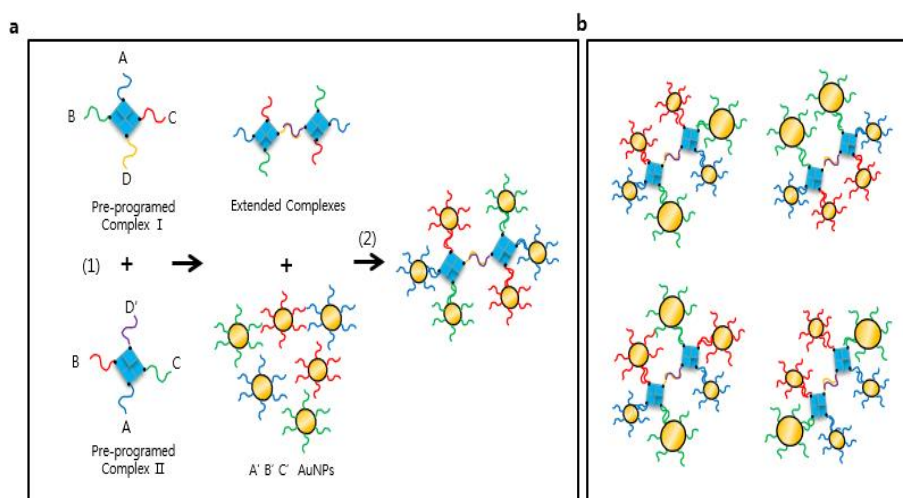 a
b
A
B
C
D
Pre-programed
Complex I
Extended Complexes
(1)
+
+
(2)
D'
B
C
A
Pre-programed
Complex Ⅱ
A' B' C' AuNPs